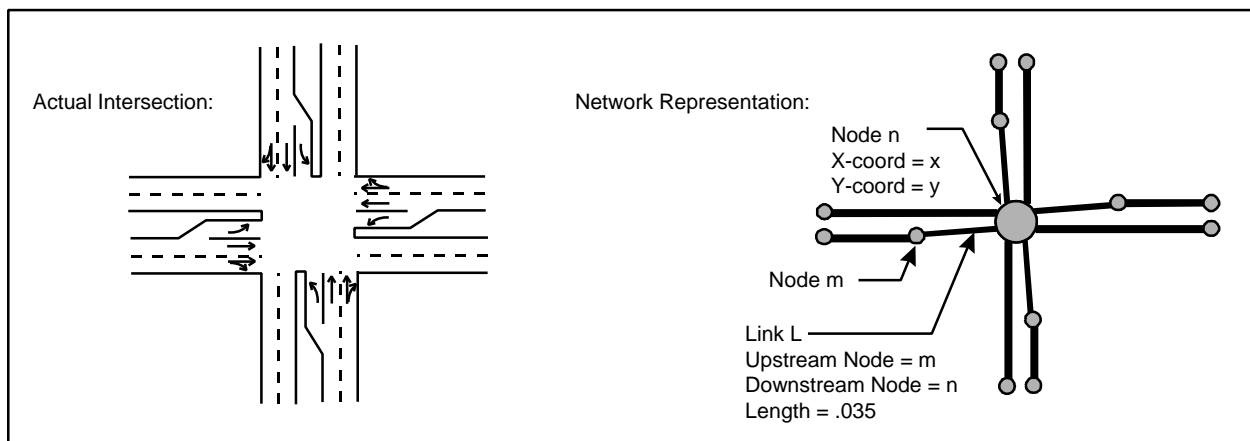 Actual Intersection:
Network Representation:
Node n
X-coord = x
Y-coord = y
Node m
Link L
Upstream Node = m
Downstream Node = n
Length = .035